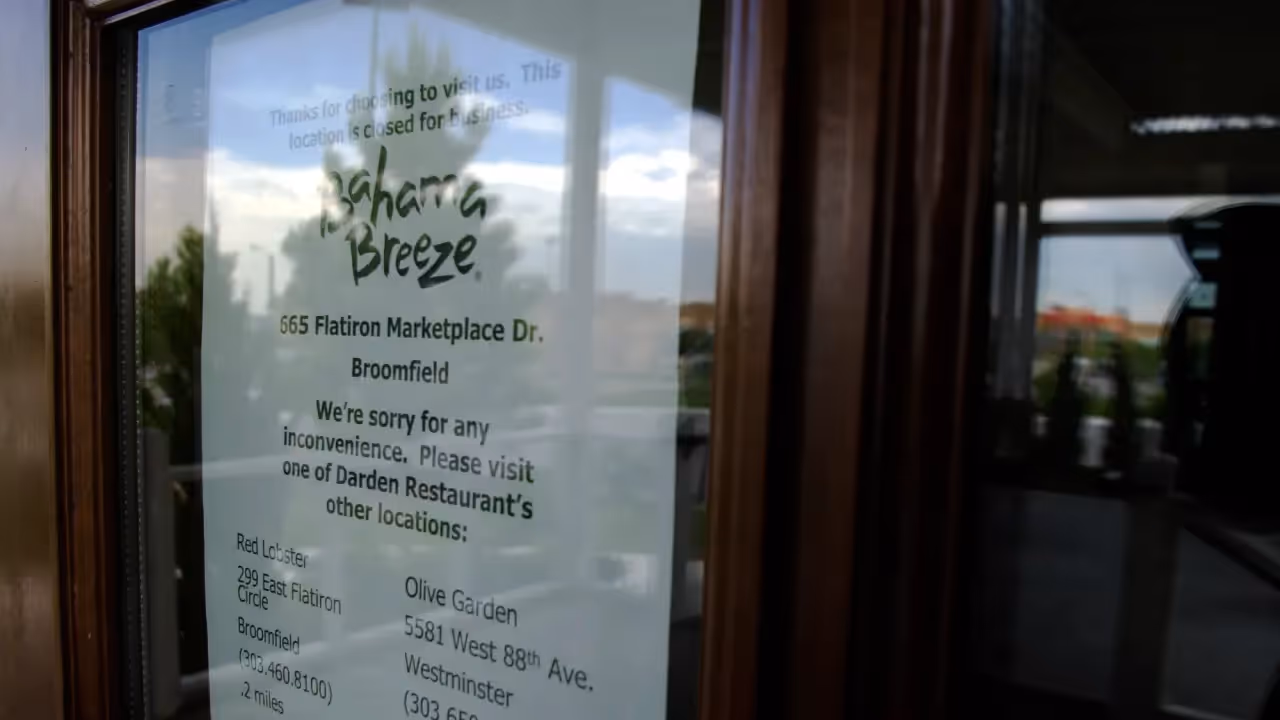 Thanks for choosing to visit us. This
location is closed for business.
Bahama
Breeze
665 Flatiron Marketplace Dr.
Broomfield
We're sorry for any
inconvenience. Please visit
one of Darden Restaurant's
other locations:
Red Lobster
299 East Flatiron
Circle
Broomfield
(303.460.8100)
.2 miles
Olive Garden
5581 West 88th Ave.
Westminster
(303